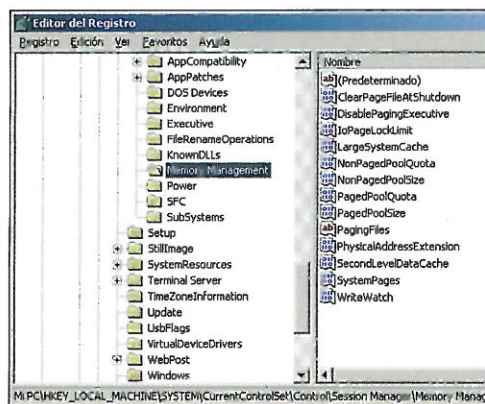 Editor del Registro
Registro Edición Ver Favoritos Ayuda
AppCompatibility
AppPatches
DOS Devices
Environment
Executive
FileRenameOperations
KnownDLLs
Memory Management
Power
SFC
SubSystems
Setup
StillImage
SystemResources
Terminal Server
TimeZoneInformation
Update
UsbFlags
VirtualDeviceDrivers
WebPost
Windows
Nombre
(Predeterminado)
ClearPageFileAtShutdown
DisablePagingExecutive
IoPageLockLimit
LargeSystemCache
NonPagedPoolQuota
NonPagedPoolSize
PagedPoolQuota
PagedPoolSize
PagingFiles
PhysicalAddressExtension
SecondLevelDataCache
SystemPages
WriteWatch
Mi PC\HKEY_LOCAL_MACHINE\SYSTEM\CurrentControlSet\Control\Session Manager\Memory Manag